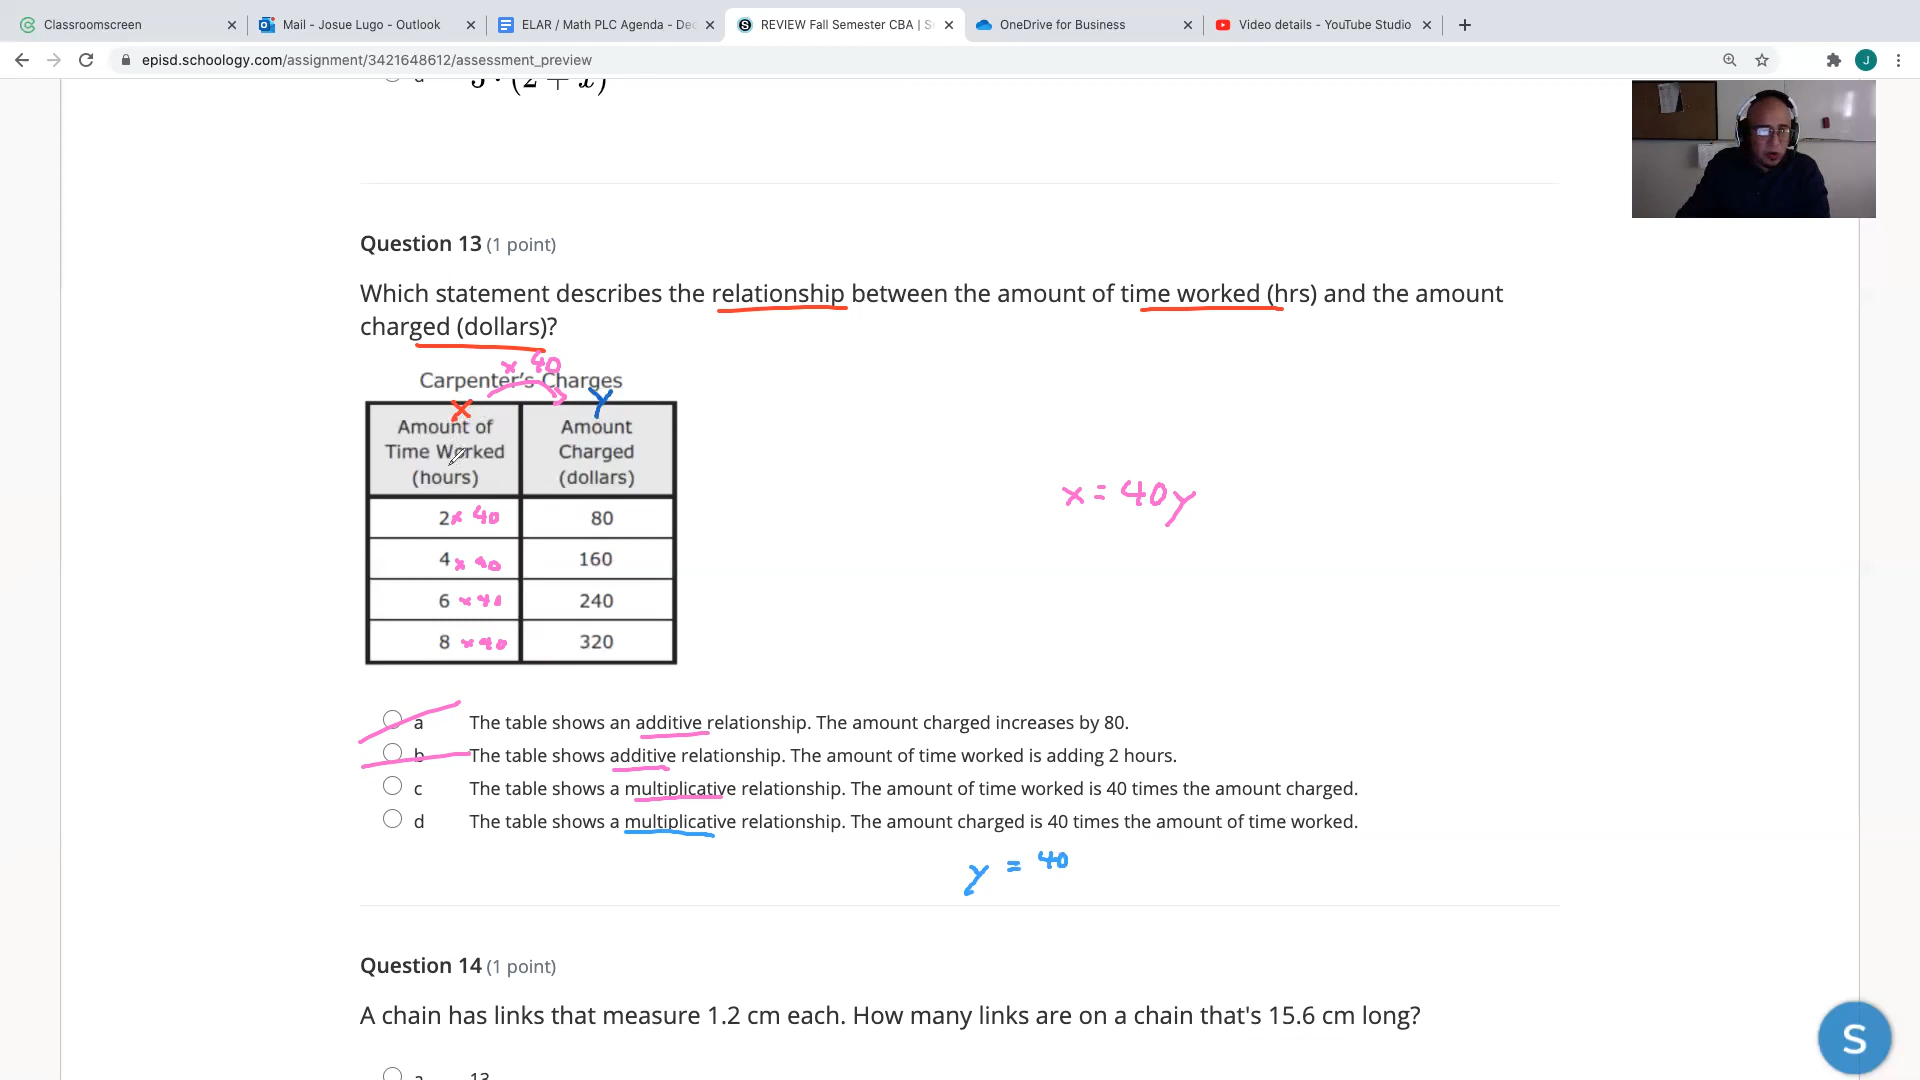 Classroomscreen
Mail - Josue Lugo - Outlook
ELAR / Math PLC Agenda - Dec
REVIEW Fall Semester CBA | S
OneDrive for Business
Video details - YouTube Studio
episd.schoology.com/assignment/3421648612/assessment_preview
J
Question 13 (1 point)
Which statement describes the relationship between the amount of time worked (hrs) and the amount
charged (dollars)?
x 40
Carpenter's Charges
x
y
Amount of
Time Worked
(hours)
Amount
Charged
(dollars)
2 x 40
80
4 x 40
160
6 x 40
240
8 x 40
320
x = 40y
a The table shows an additive relationship. The amount charged increases by 80.
b The table shows additive relationship. The amount of time worked is adding 2 hours.
c The table shows a multiplicative relationship. The amount of time worked is 40 times the amount charged.
d The table shows a multiplicative relationship. The amount charged is 40 times the amount of time worked.
y = 40
Question 14 (1 point)
A chain has links that measure 1.2 cm each. How many links are on a chain that's 15.6 cm long?
a 13
S